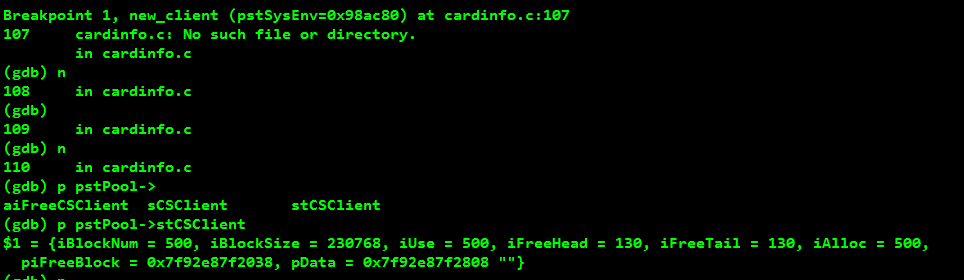 Breakpoint 1, new_client (pstSysEnv=0x98ac80) at cardinfo.c:107
107     cardinfo.c: No such file or directory.
        in cardinfo.c
(gdb) n
108     in cardinfo.c
(gdb)
109     in cardinfo.c
(gdb) n
110     in cardinfo.c
(gdb) p pstPool->
aiFreeCSClient  sCSClient       stCSClient
(gdb) p pstPool->stCSClient
$1 = {iBlockNum = 500, iBlockSize = 230768, iUse = 500, iFreeHead = 130, iFreeTail = 130, iAlloc = 500,
  piFreeBlock = 0x7f92e87f2038, pData = 0x7f92e87f2808 ""}